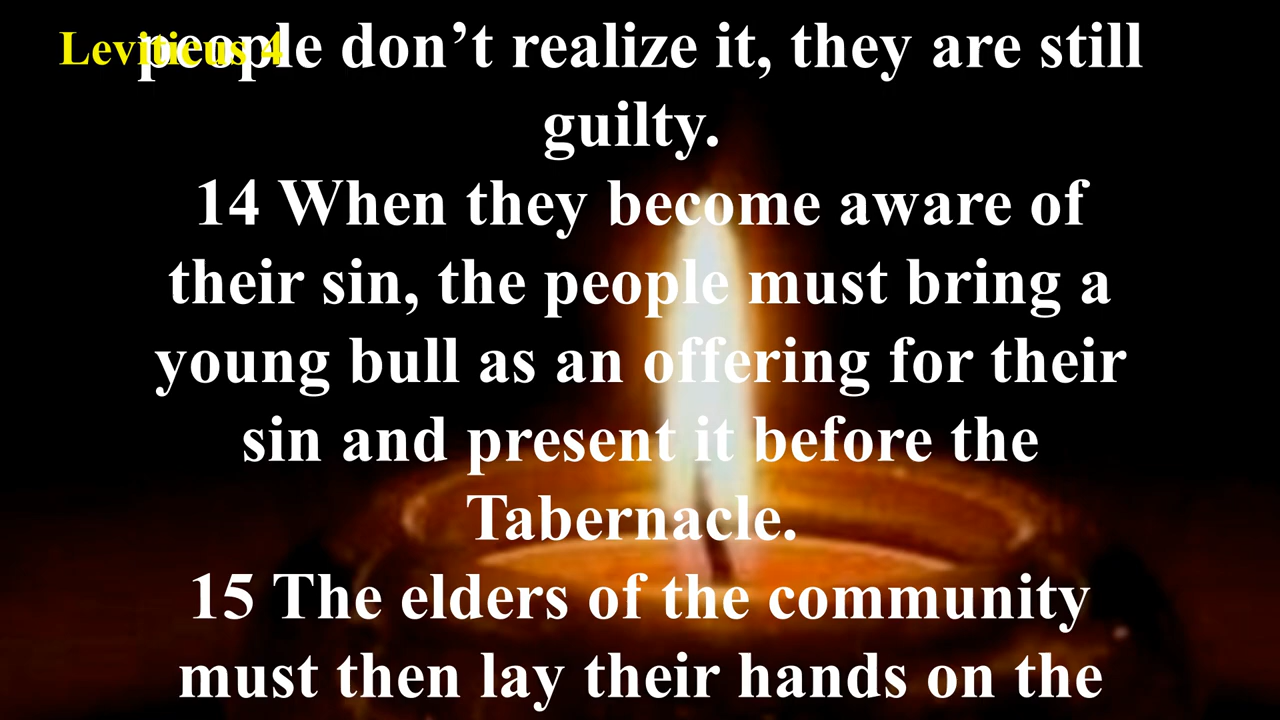 Leviticus 4
people don’t realize it, they are still
guilty.
14 When they become aware of
their sin, the people must bring a
young bull as an offering for their
sin and present it before the
Tabernacle.
15 The elders of the community
must then lay their hands on the